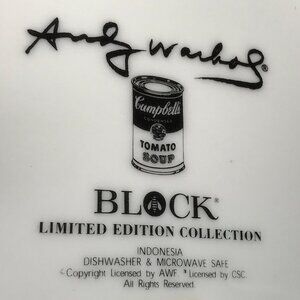 Andy Warhol®
Campbell's
CONDENSED
TOMATO
SOUP
BLOCK®
LIMITED EDITION COLLECTION
INDONESIA
DISHWASHER & MICROWAVE SAFE
© Copyright Licensed by AWF. * Licensed by CSC.
All Rights Reserved.